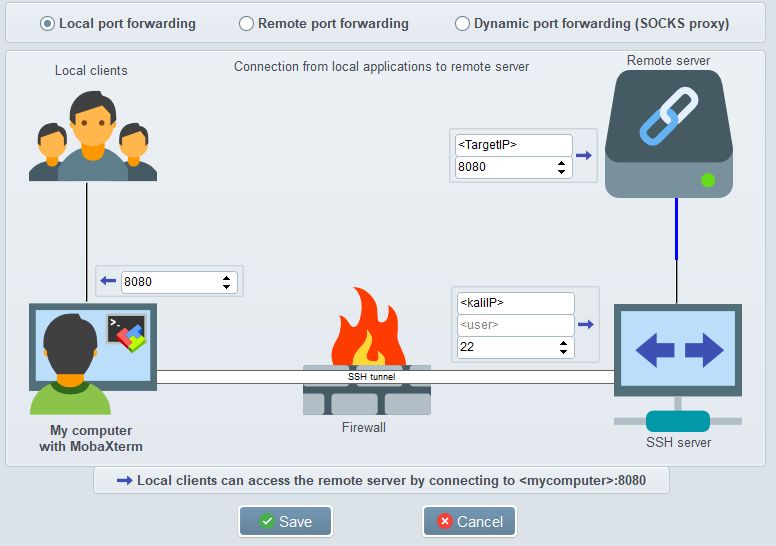 Local port forwarding
Remote port forwarding
Dynamic port forwarding (SOCKS proxy)
Local clients
Connection from local applications to remote server
Remote server
<TargetIP>
8080
8080
<kaliIP>
<user>
22
>_
SSH tunnel
My computer
with MobaXterm
Firewall
SSH server
Local clients can access the remote server by connecting to <mycomputer>:8080
Save
Cancel